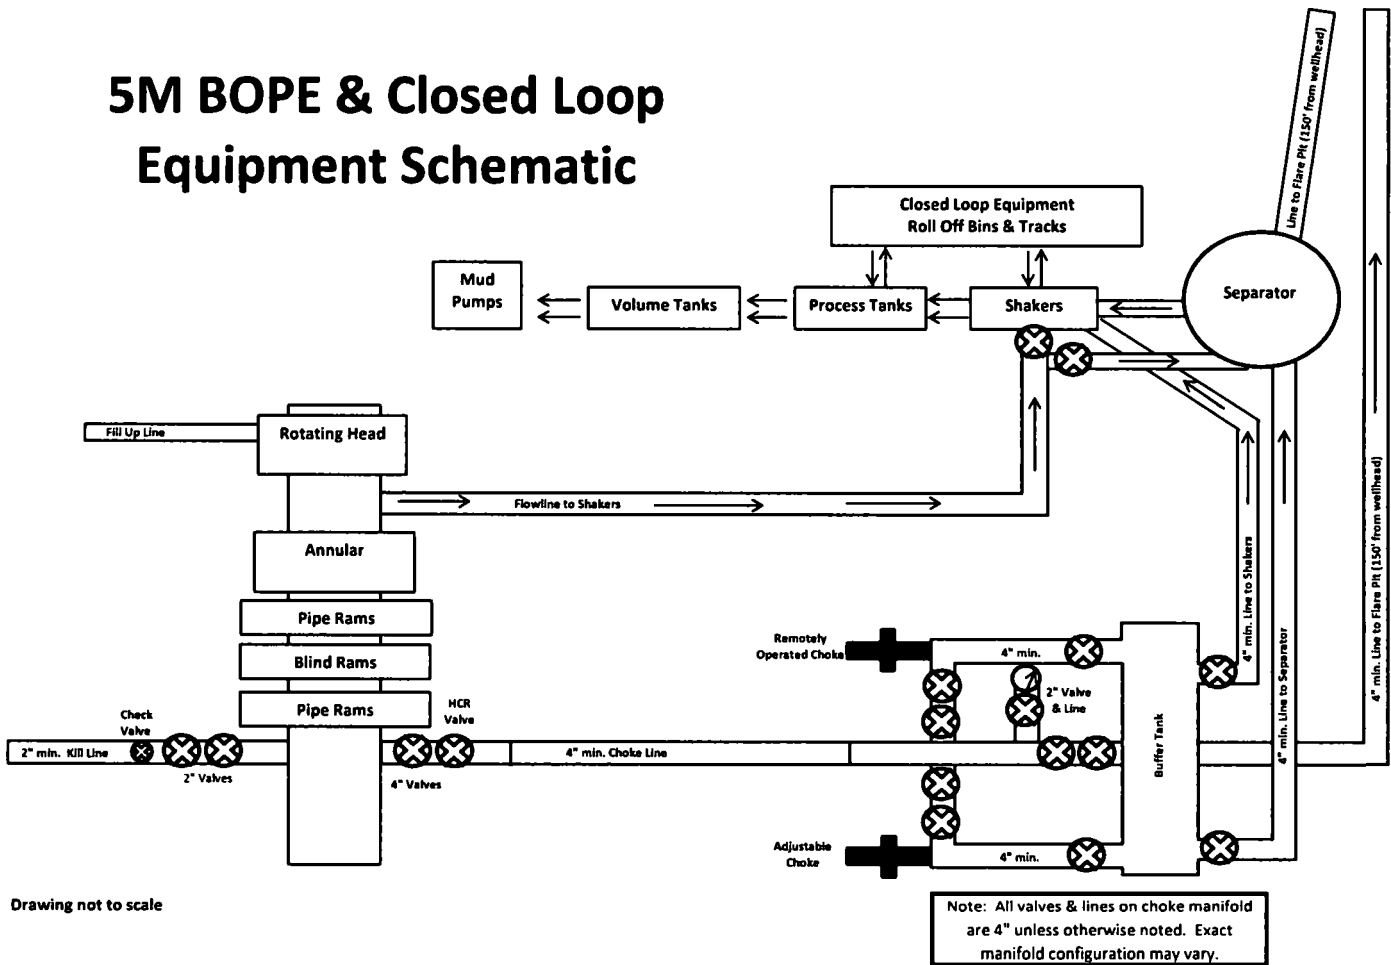 5M BOPE & Closed Loop
Equipment Schematic
Line to Flare Pit (150' from wellhead)
Closed Loop Equipment
Roll Off Bins & Tracks
Mud
Pumps
Volume Tanks
Process Tanks
Shakers
Separator
Fill Up Line
Rotating Head
Flowline to Shakers
Annular
Pipe Rams
Blind Rams
Pipe Rams
Check
Valve
2" min. Kill Line
2" Valves
HCR
Valve
4" Valves
4" min. Choke Line
Remotely
Operated Choke
4" min.
2" Valve
& Line
Buffer Tank
4" min. Line to Shakers
4" min. Line to Separator
4" min. Line to Flare Pit (150' from wellhead)
Adjustable
Choke
4" min.
Drawing not to scale
Note: All valves & lines on choke manifold
are 4" unless otherwise noted. Exact
manifold configuration may vary.